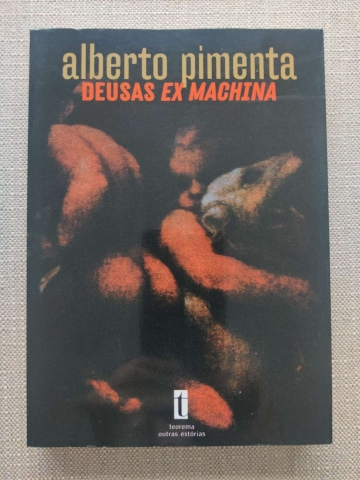 alberto pimenta
DEUSAS EX MACHINA
t
teorema
outras estórias